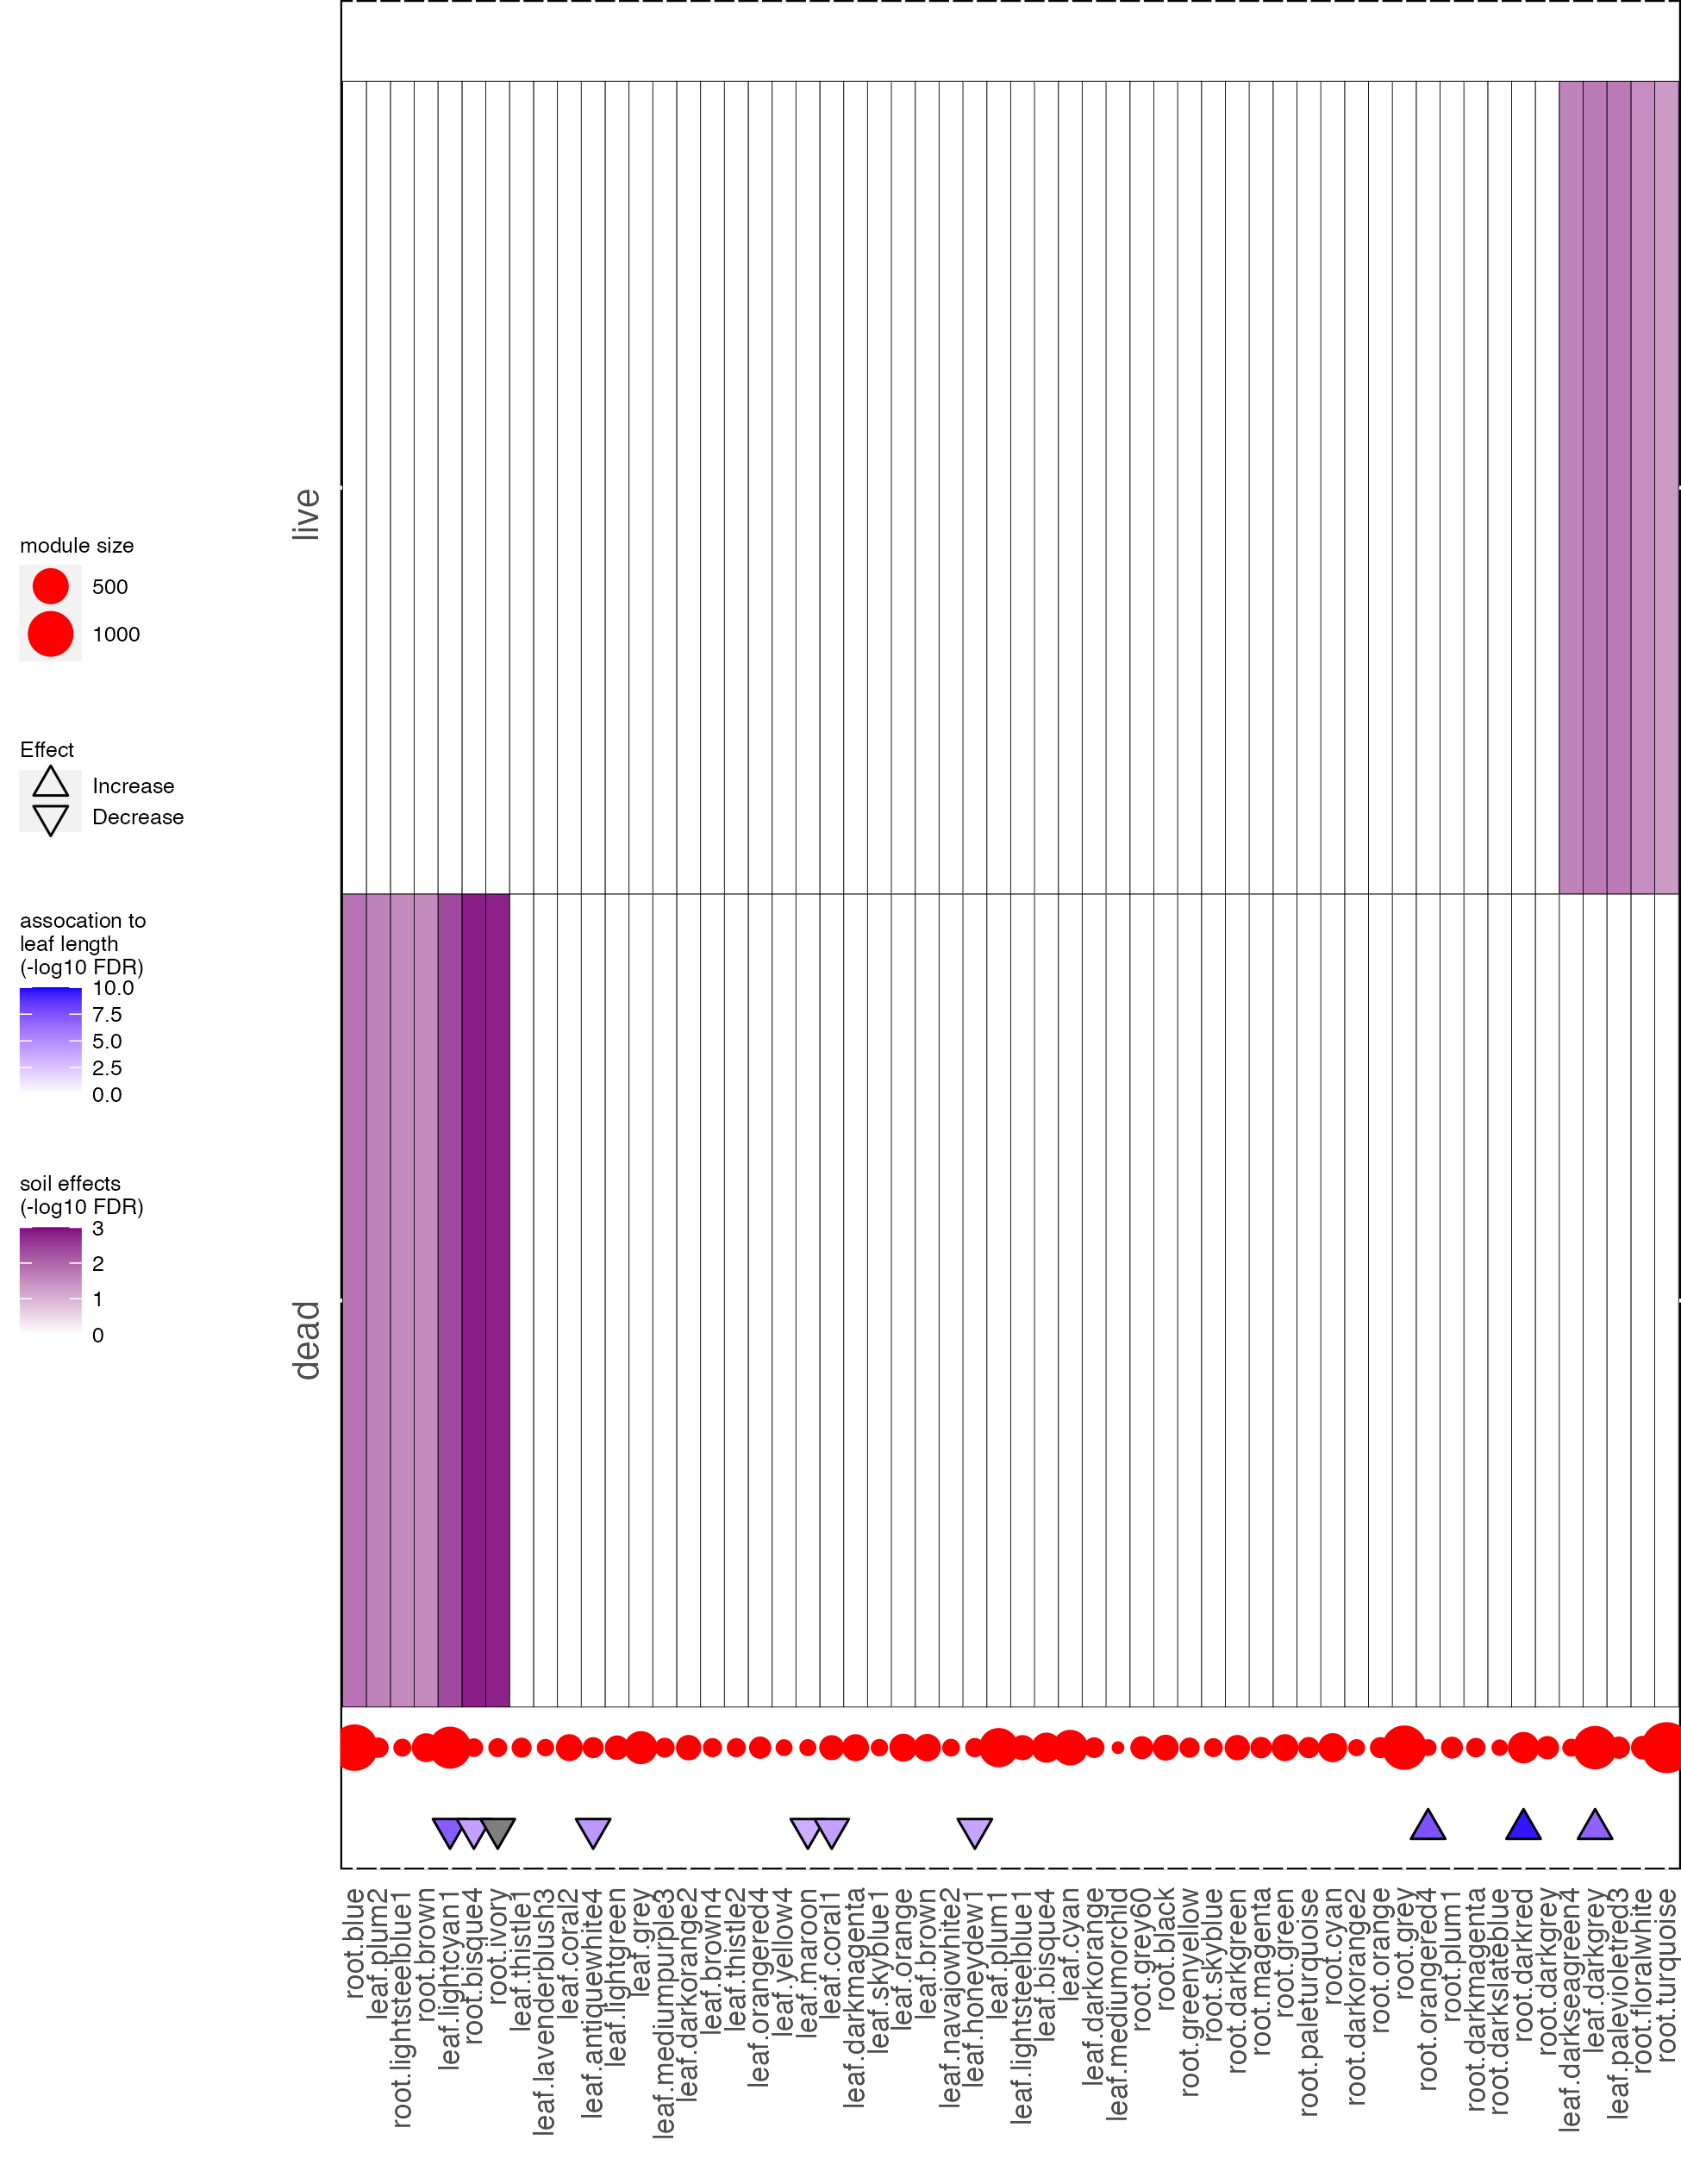 live
dead
module size
500
1000
Effect
Increase
Decrease
assocation to
leaf length
(-log10 FDR)
10.0
7.5
5.0
2.5
0.0
soil effects
(-log10 FDR)
3
2
1
0
root.blue
leaf.plum2
root.lightsteelblue1
root.brown
leaf.lightcyan1
root.bisque4
root.ivory
leaf.thistle1
leaf.lavenderblush3
leaf.coral2
leaf.antiquewhite4
leaf.lightgreen
leaf.grey
leaf.mediumpurple3
leaf.darkorange2
leaf.brown4
leaf.thistle2
leaf.orangered4
leaf.yellow4
leaf.maroon
leaf.coral1
leaf.darkmagenta
leaf.skyblue1
leaf.orange
leaf.brown
leaf.navajowhite2
leaf.honeydew1
leaf.plum1
leaf.lightsteelblue1
leaf.bisque4
leaf.cyan
leaf.darkorange
leaf.mediumorchid
root.grey60
root.black
root.greenyellow
root.skyblue
root.darkgreen
root.magenta
root.green
root.paleturquoise
root.cyan
root.darkorange2
root.orange
root.grey
root.orangered4
root.plum1
root.darkmagenta
root.darkslateblue
root.darkred
root.darkgrey
leaf.darkseagreen4
leaf.darkgrey
leaf.palevioletred3
root.floralwhite
root.turquoise